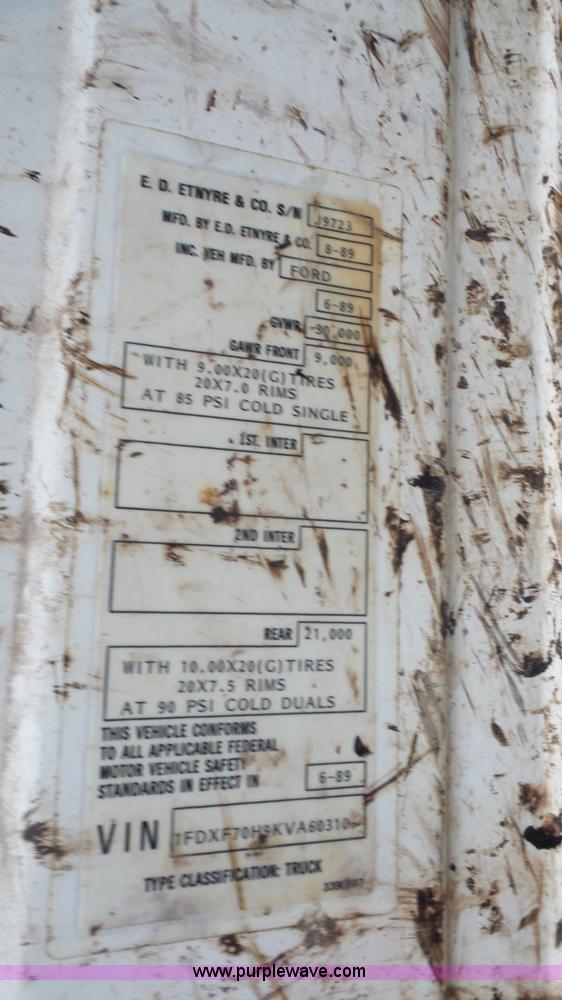 E. D. ETNYRE & CO. S/N J9723
MFD. BY E.D. ETNYRE & CO. 8-89
INC. VEH MFD. BY FORD
6-89
GVWR 30,000
GAWR FRONT 9,000
WITH 9.00X20(G)TIRES
20X7.0 RIMS
AT 85 PSI COLD SINGLE
1ST. INTER
2ND INTER
REAR 21,000
WITH 10.00X20(G)TIRES
20X7.5 RIMS
AT 90 PSI COLD DUALS
THIS VEHICLE CONFORMS
TO ALL APPLICABLE FEDERAL
MOTOR VEHICLE SAFETY
STANDARDS IN EFFECT IN 6-89
VIN
TYPE CLASSIFICATION: TRUCK
www.purplewave.com